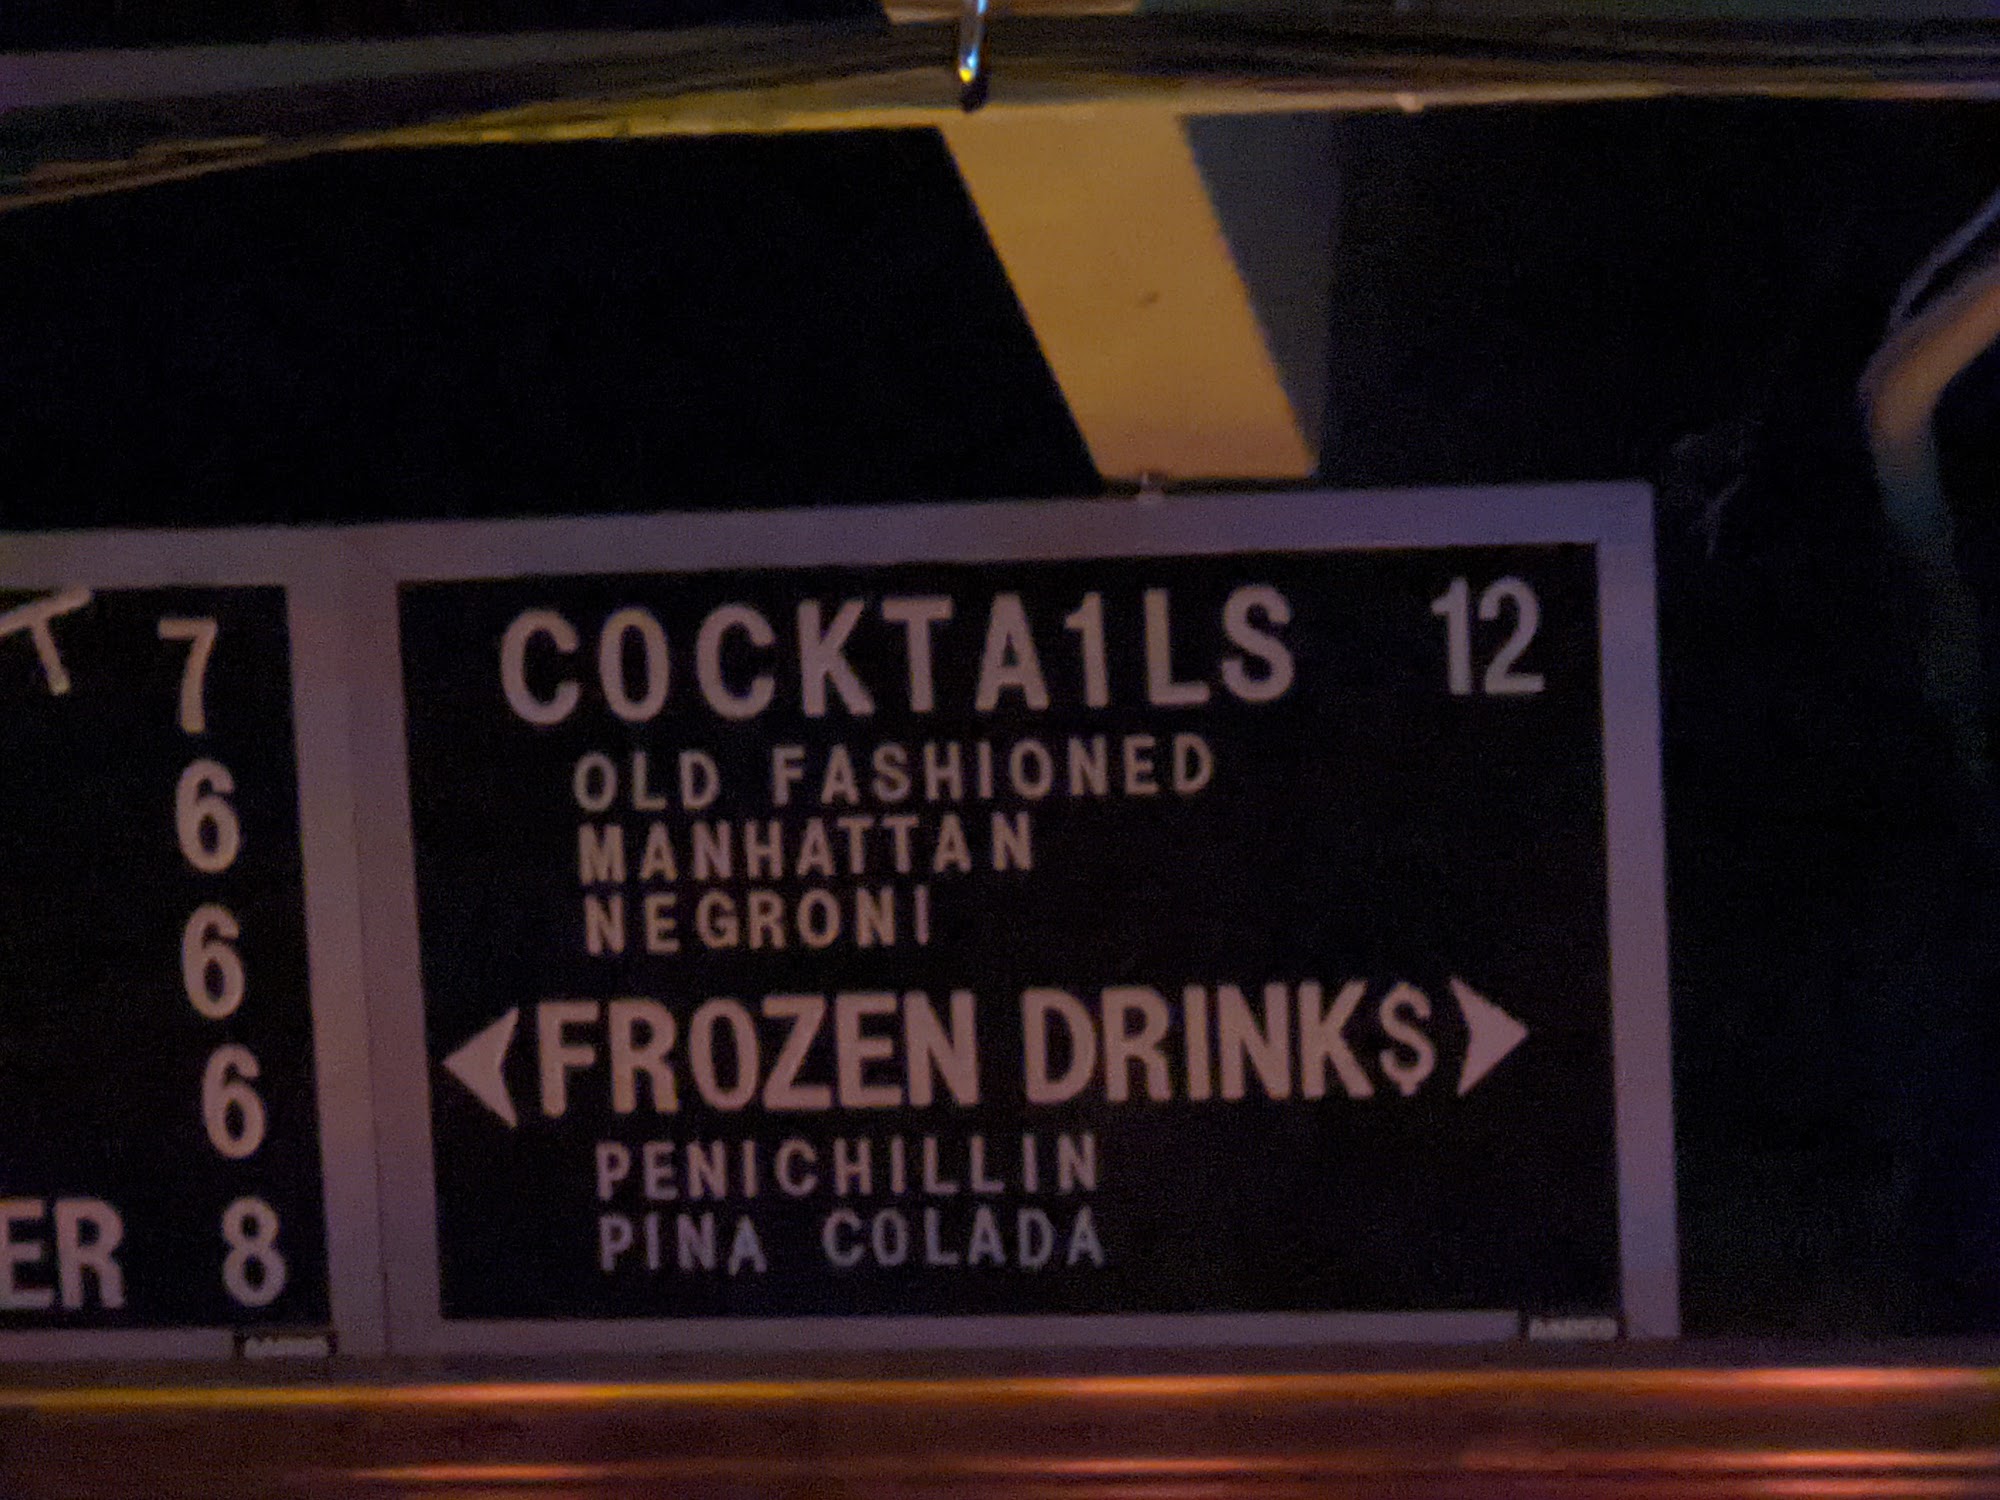 7
6
6
6
ER 8
COCKTA1LS 12
OLD FASHIONED
MANHATTAN
NEGRONI
FROZEN DRINK$
PENICHILLIN
PINA COLADA